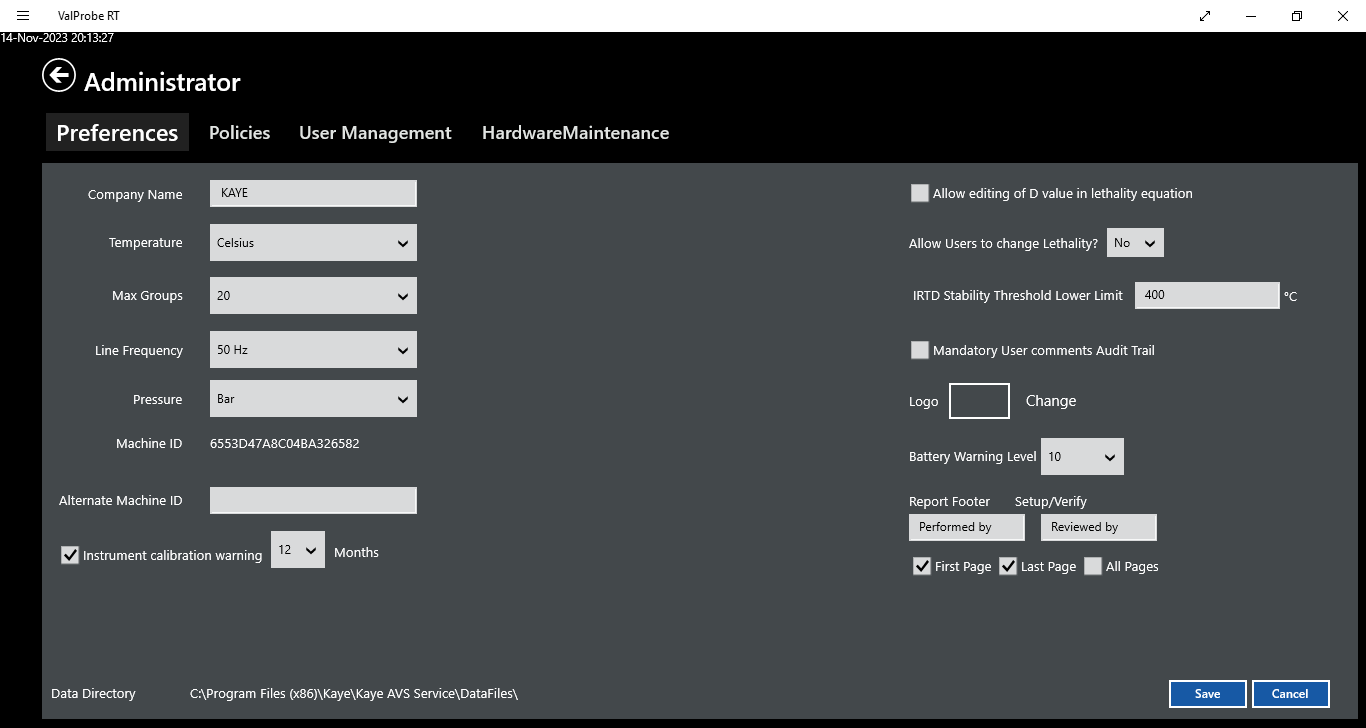 ValProbe RT
14-Nov-2023 20:13:27
Administrator
Preferences Policies User Management HardwareMaintenance
Company Name KAYE
Temperature Celsius
Max Groups 20
Line Frequency 50 Hz
Pressure Bar
Machine ID 6553D47A8C04BA326582
Alternate Machine ID
Instrument calibration warning 12 Months
Allow editing of D value in lethality equation
Allow Users to change Lethality? No
IRTD Stability Threshold Lower Limit 400 °C
Mandatory User comments Audit Trail
Logo Change
Battery Warning Level 10
Report Footer Setup/Verify
Performed by Reviewed by
First Page Last Page All Pages
Data Directory C:\Program Files (x86)\Kaye\Kaye AVS Service\DataFiles\
Save Cancel